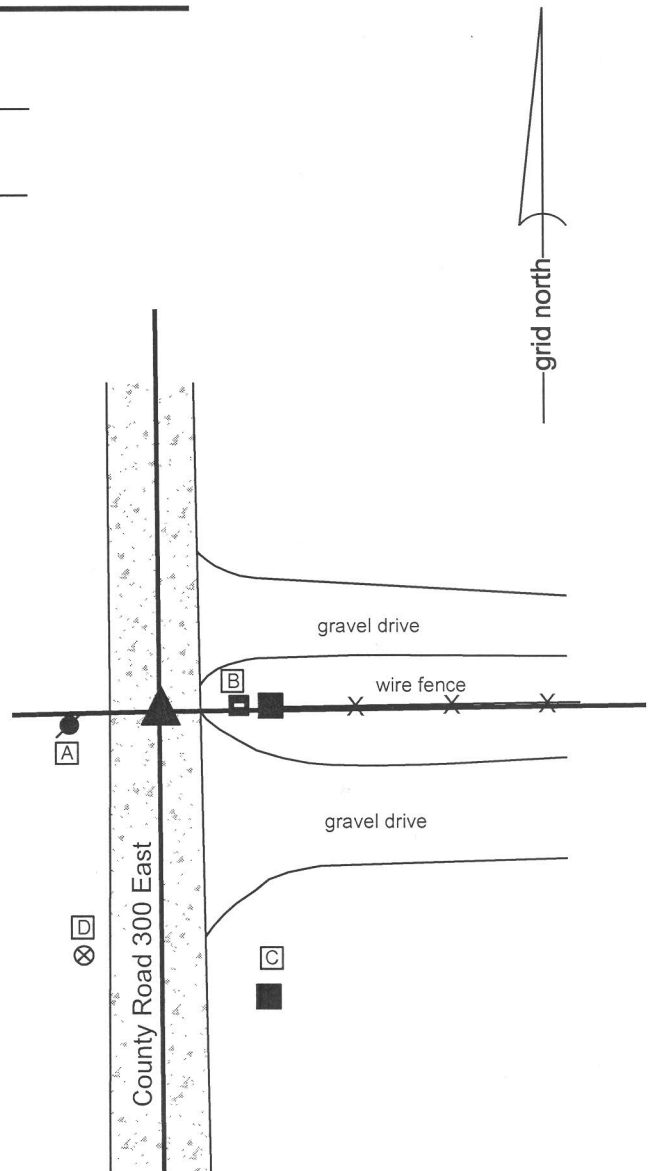 grid north
gravel drive
B
wire fence
A
gravel drive
County Road 300 East
D
C